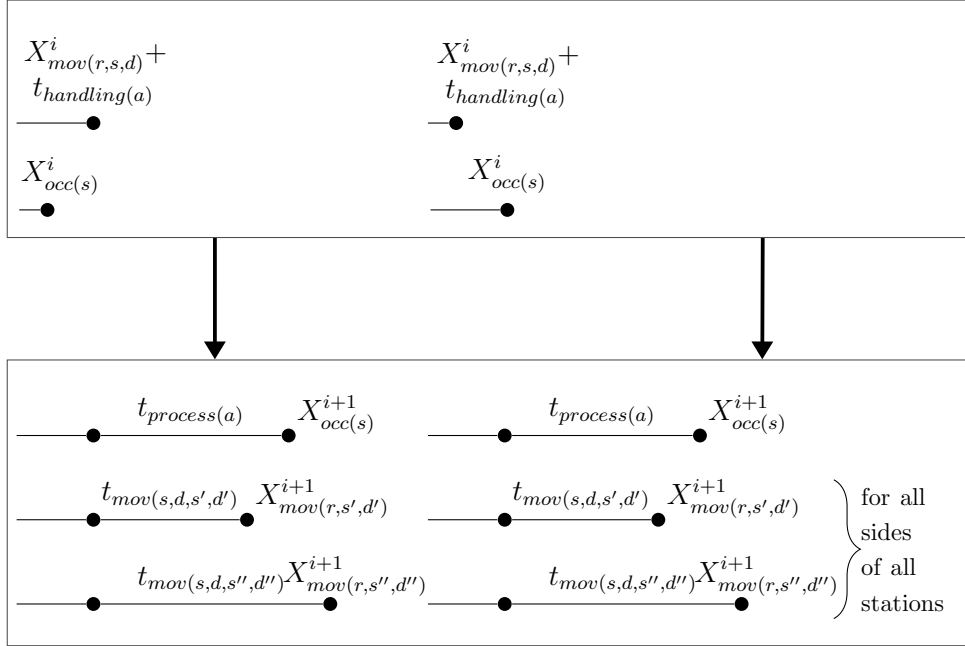 X^i_{mov(r,s,d)}+
t_{handling(a)}
X^i_{occ(s)}
X^i_{mov(r,s,d)}+
t_{handling(a)}
X^i_{occ(s)}
t_{process(a)} X^{i+1}_{occ(s)}
t_{mov(s,d,s′,d′)} X^{i+1}_{mov(r,s′,d′)}
t_{mov(s,d,s′′,d′′)} X^{i+1}_{mov(r,s′′,d′′)}
t_{process(a)} X^{i+1}_{occ(s)}
t_{mov(s,d,s′,d′)} X^{i+1}_{mov(r,s′,d′)}
t_{mov(s,d,s′′,d′′)} X^{i+1}_{mov(r,s′′,d′′)}
for all
sides
of all
stations